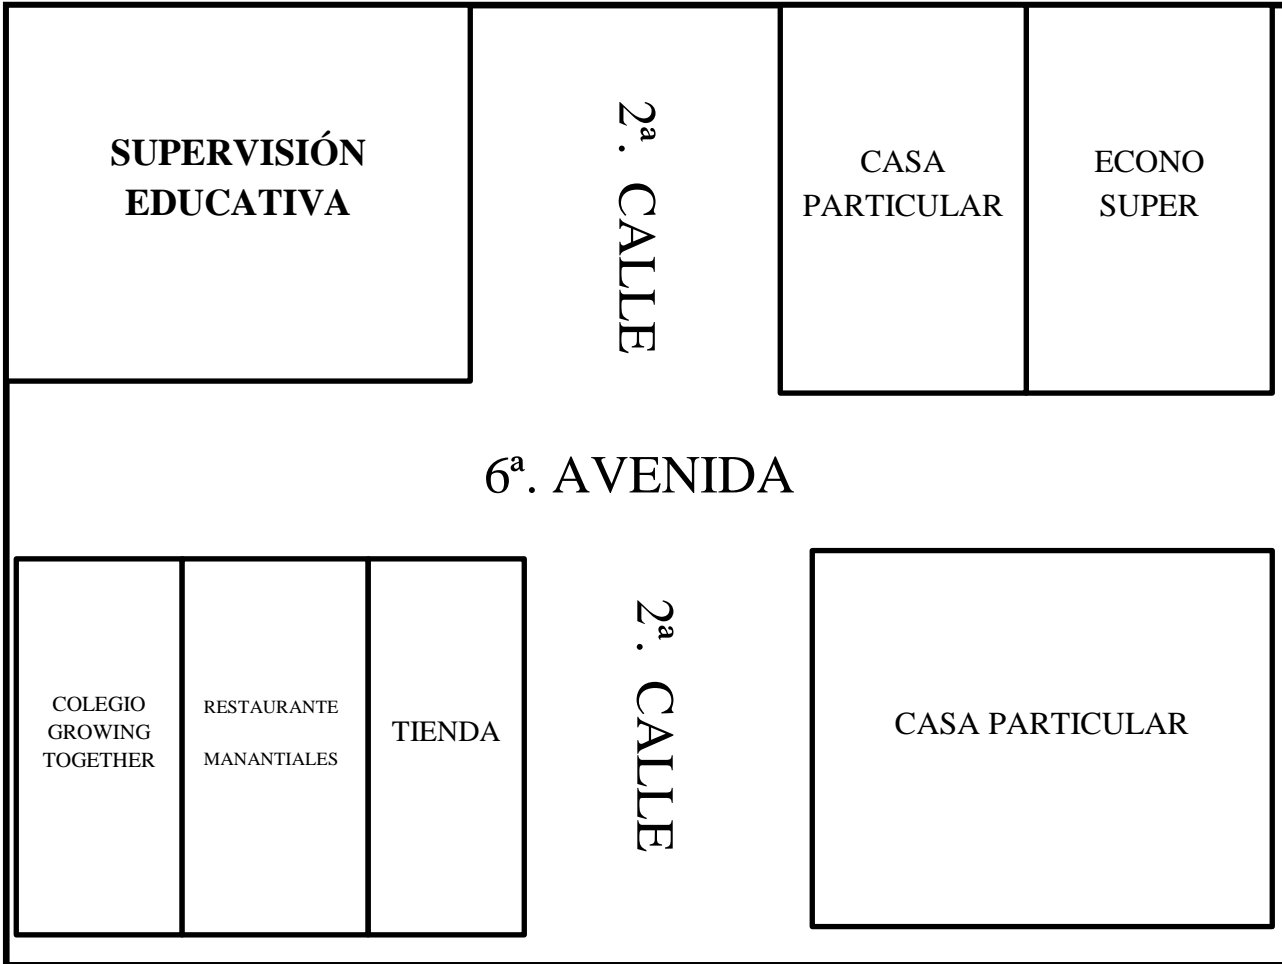 SUPERVISIÓN
EDUCATIVA
2ª. CALLE
CASA
PARTICULAR
ECONO
SUPER
6ª. AVENIDA
COLEGIO
GROWING
TOGETHER
RESTAURANTE
MANANTIALES
TIENDA
2ª. CALLE
CASA PARTICULAR